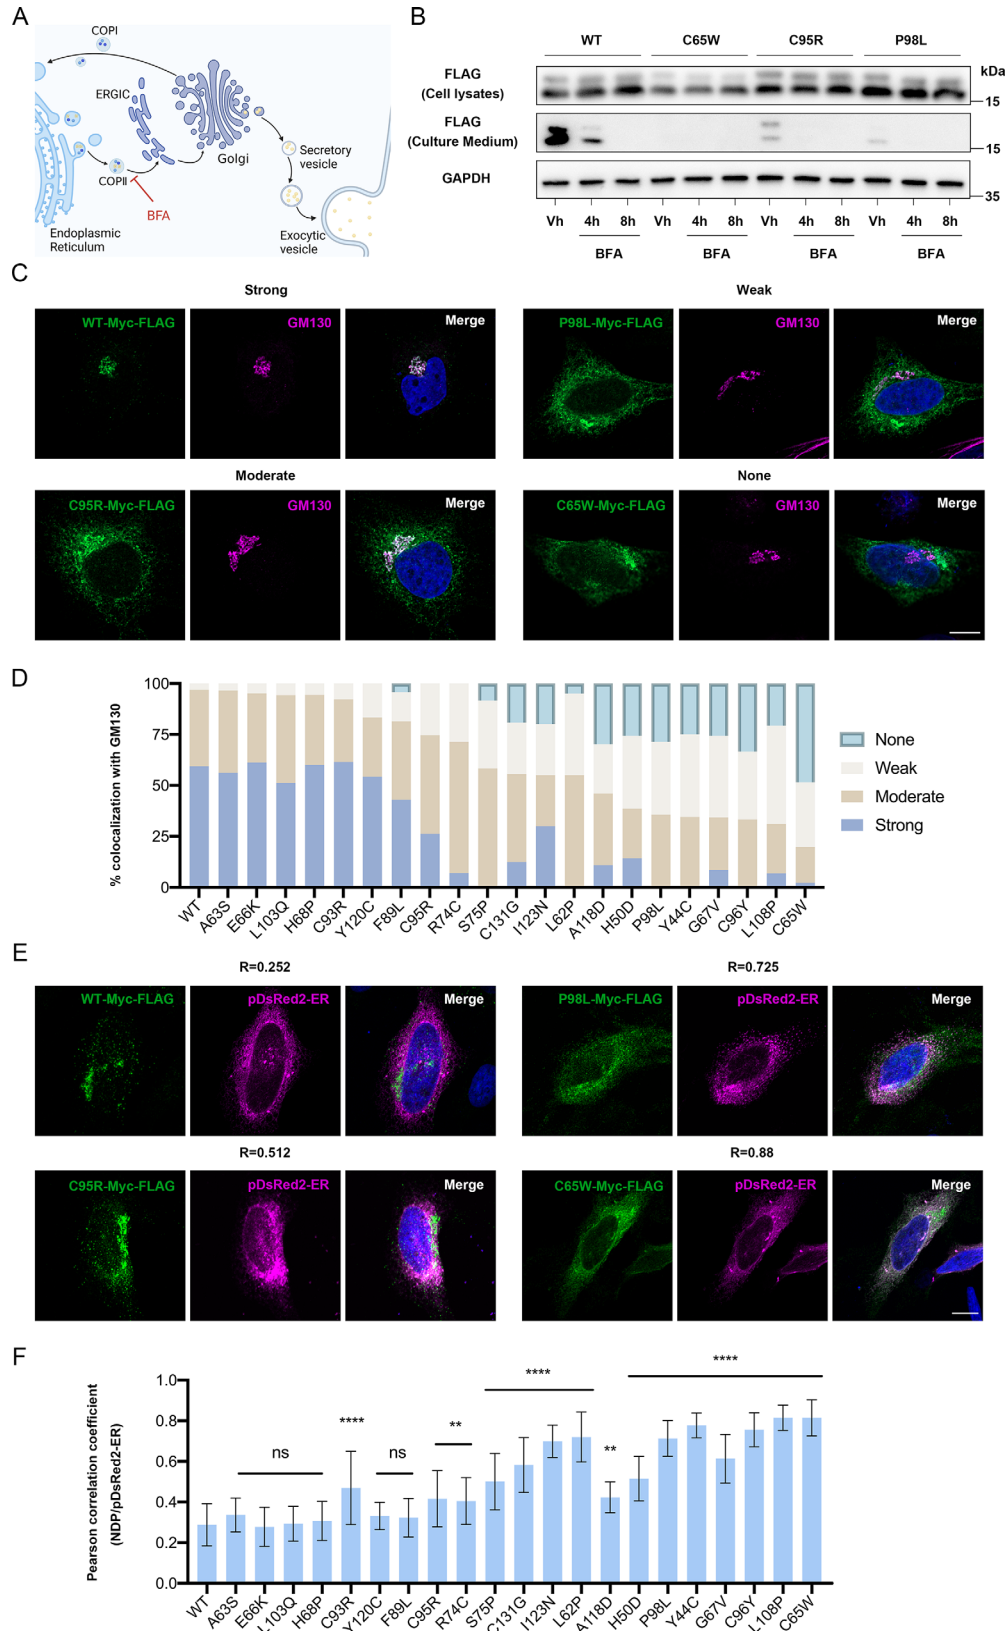 A
COPI
ERGIC
Golgi
COPII
BFA
Endoplasmic
Reticulum
Secretory
vesicle
Exocytic
vesicle
B
WT C65W C95R P98L
kDa
FLAG
(Cell lysates)
15
FLAG
(Culture Medium)
15
GAPDH
35
Vh 4h 8h Vh 4h 8h Vh 4h 8h Vh 4h 8h
BFA BFA BFA BFA
C
Strong Weak
WT-Myc-FLAG GM130 Merge P98L-Myc-FLAG GM130 Merge
Moderate None
C95R-Myc-FLAG GM130 Merge C65W-Myc-FLAG GM130 Merge
D
% colocalization with GM130
100
75
50
25
0
None
Weak
Moderate
Strong
WT A63S E66K L103Q H68P C93R Y120C F89L C95R R74C S75P C131G I123N L62P A118D H50D P98L Y44C G67V C96Y L108P C65W
E
R=0.252 R=0.725
WT-Myc-FLAG pDsRed2-ER Merge P98L-Myc-FLAG pDsRed2-ER Merge
R=0.512 R=0.88
C95R-Myc-FLAG pDsRed2-ER Merge C65W-Myc-FLAG pDsRed2-ER Merge
F
Pearson correlation coefficient
(NDP/pDsRed2-ER)
1.0
0.8
0.6
0.4
0.2
0.0
ns **** ns ** **** ** ****
WT A63S E66K L103Q H68P C93R Y120C F89L C95R R74C S75P C131G I123N L62P A118D H50D P98L Y44C G67V C96Y L108P C65W